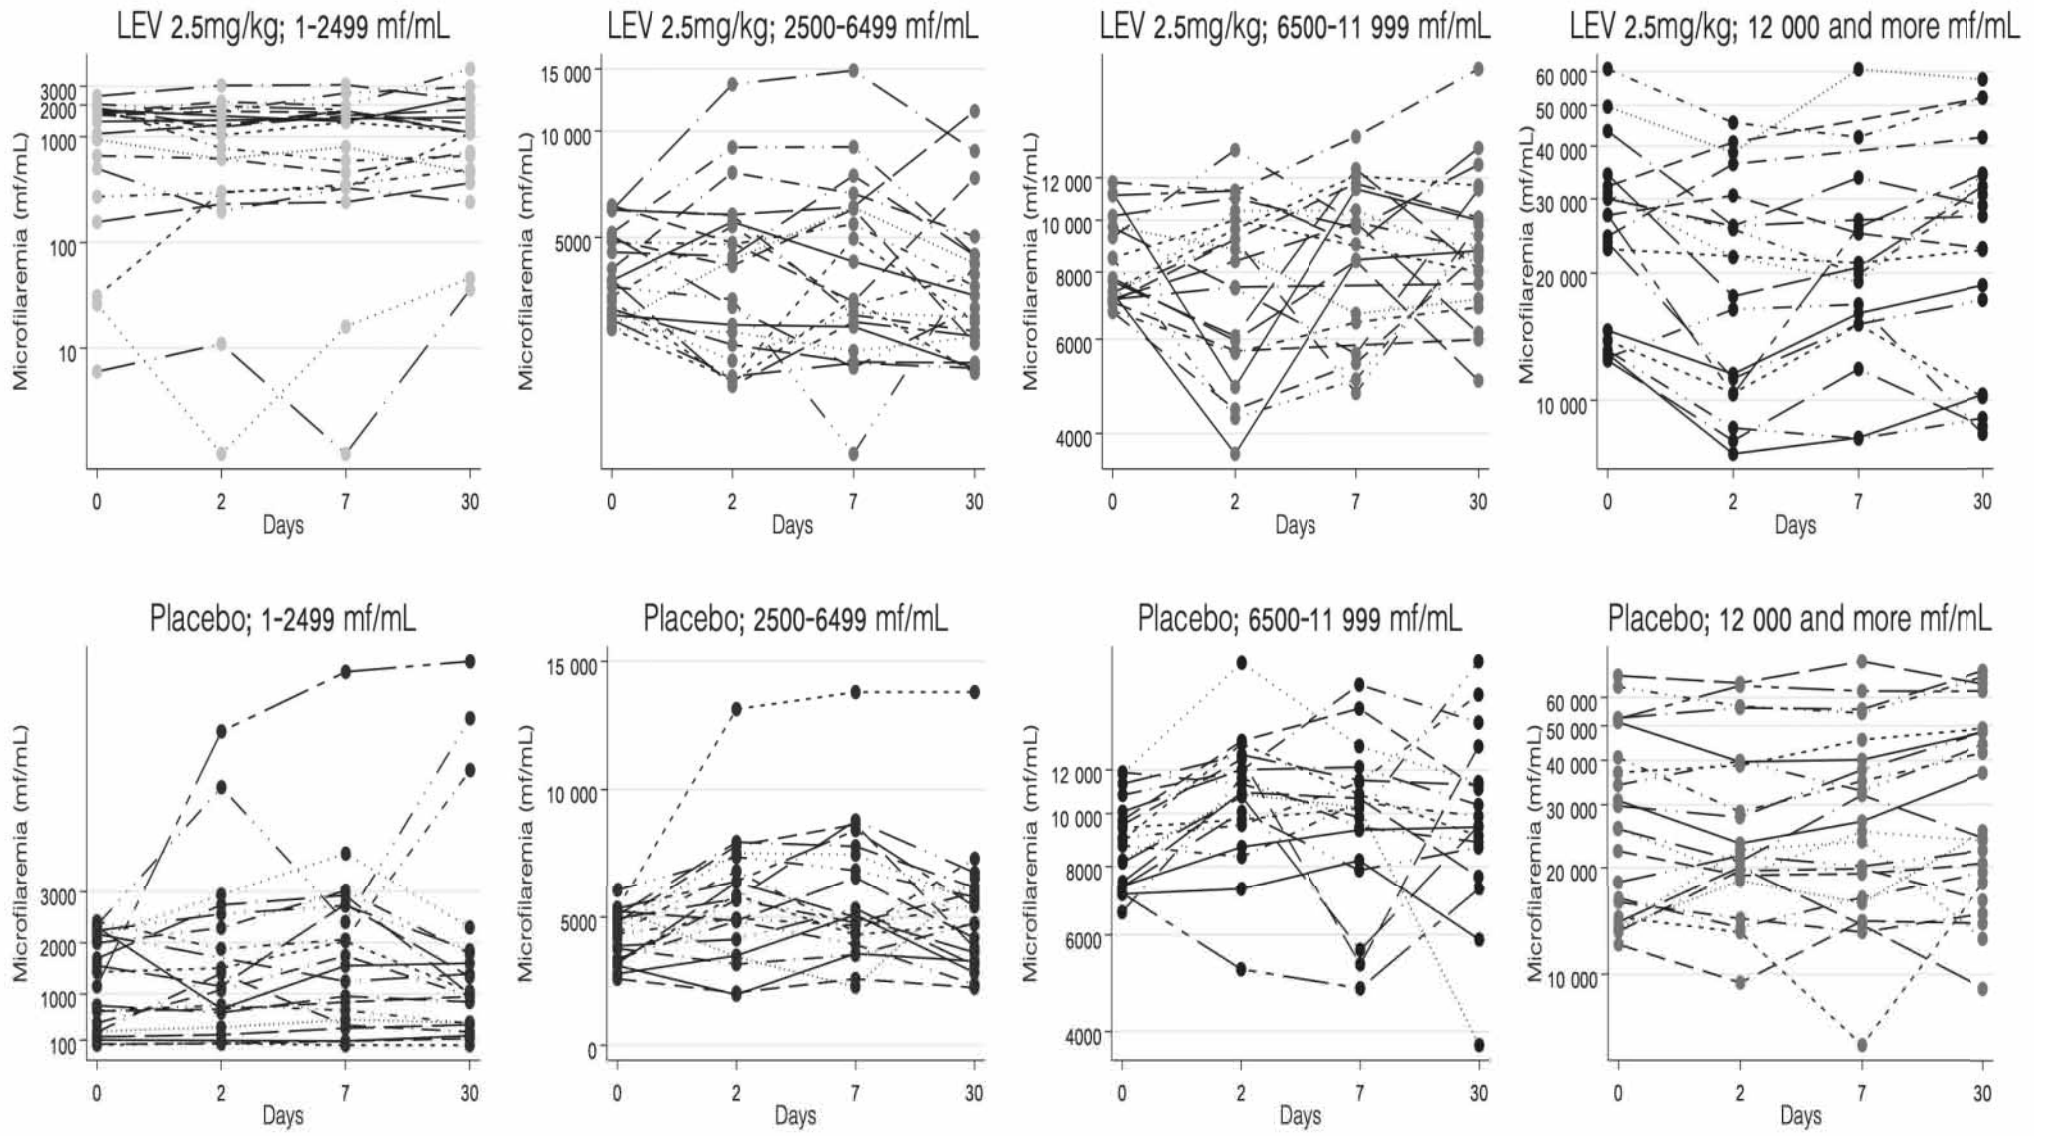 LEV 2.5mg/kg; 1-2499 mf/mL
Microfilaremia (mf/mL)
3000
2000
1000
100
10
0 2 7 30
Days
LEV 2.5mg/kg; 2500-6499 mf/mL
Microfilaremia (mf/mL)
15 000
10 000
5000
0 2 7 30
Days
LEV 2.5mg/kg; 6500-11 999 mf/mL
Microfilaremia (mf/mL)
12 000
10 000
8000
6000
4000
0 2 7 30
Days
LEV 2.5mg/kg; 12 000 and more mf/mL
Microfilaremia (mf/mL)
60 000
50 000
40 000
30 000
20 000
10 000
0 2 7 30
Days
Placebo; 1-2499 mf/mL
Microfilaremia (mf/mL)
3000
2000
1000
100
0 2 7 30
Days
Placebo; 2500-6499 mf/mL
Microfilaremia (mf/mL)
15 000
10 000
5000
0
0 2 7 30
Days
Placebo; 6500-11 999 mf/mL
Microfilaremia (mf/mL)
12 000
10 000
8000
6000
4000
0 2 7 30
Days
Placebo; 12 000 and more mf/mL
Microfilaremia (mf/mL)
60 000
50 000
40 000
30 000
20 000
10 000
0 2 7 30
Days